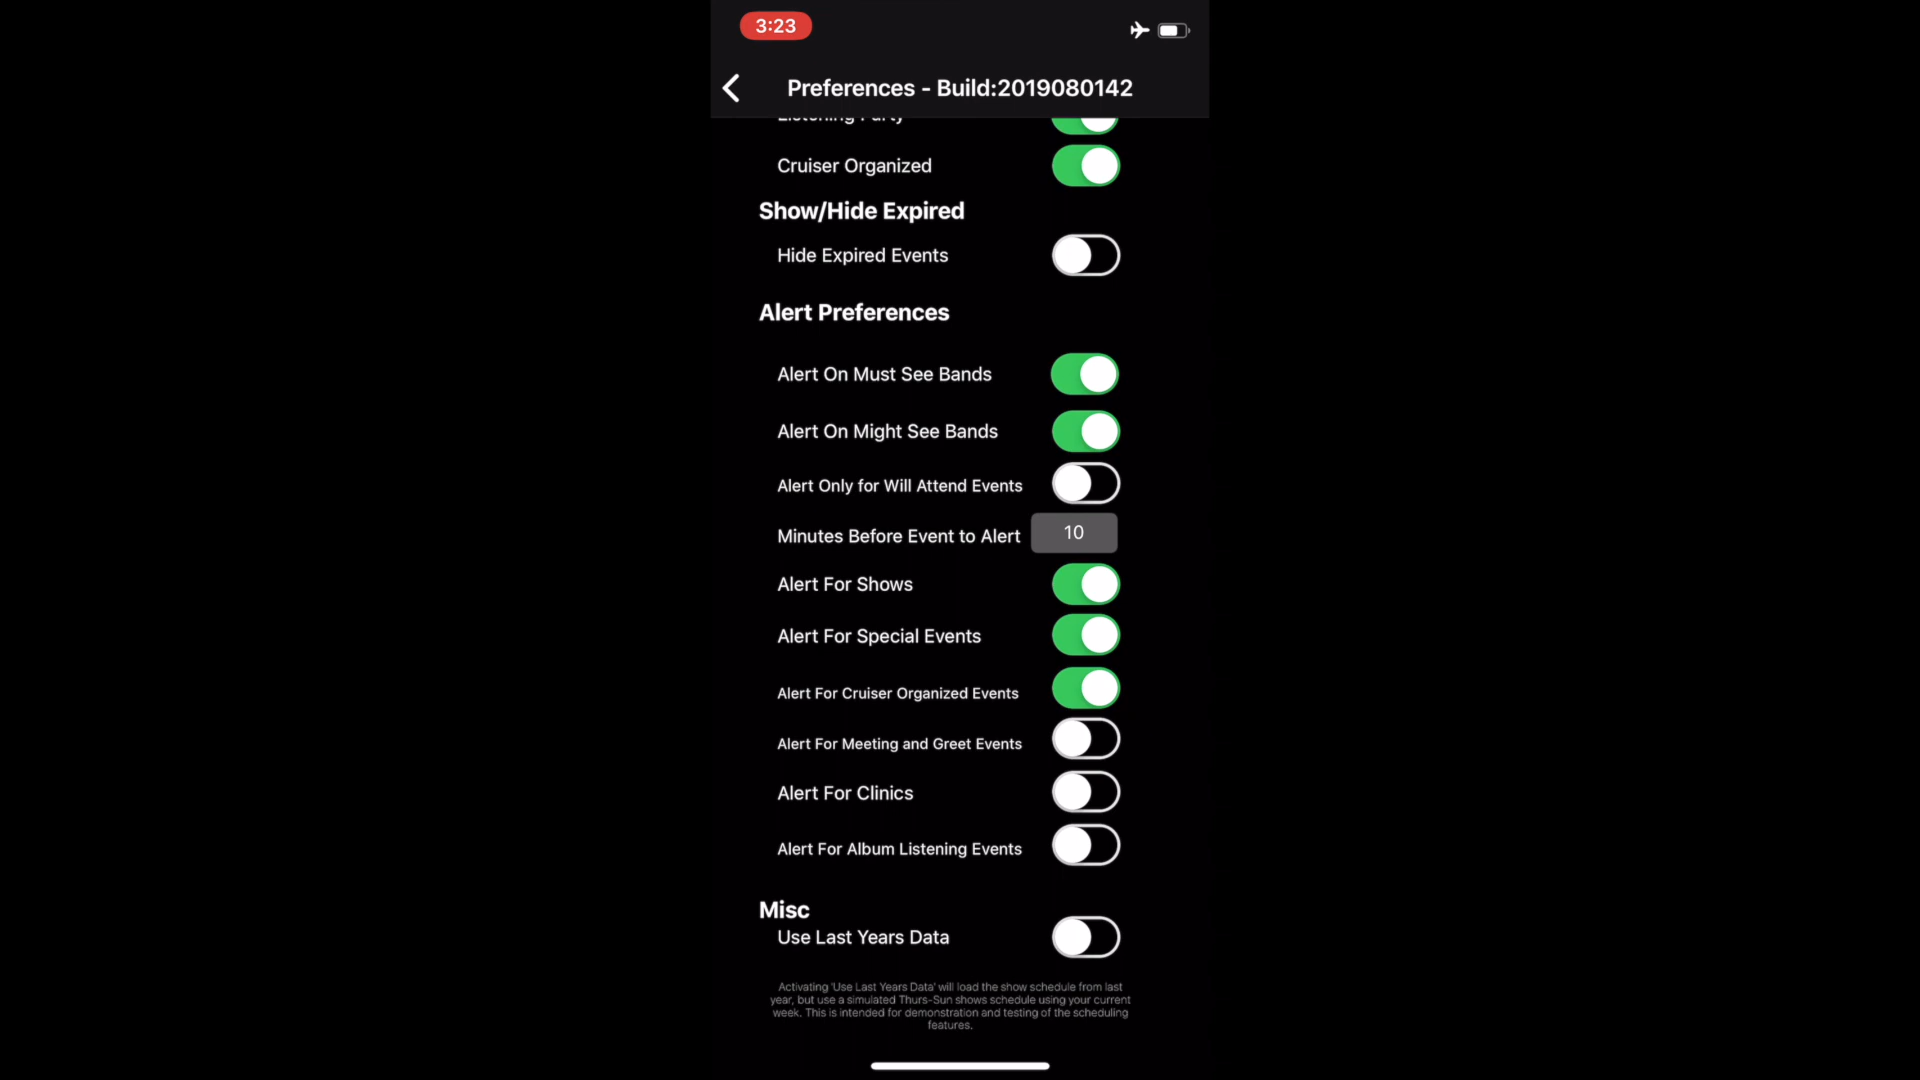 3:23
Preferences - Build:2019080142
Listening Party
Cruiser Organized
Show/Hide Expired
Hide Expired Events
Alert Preferences
Alert On Must See Bands
Alert On Might See Bands
Alert Only for Will Attend Events
Minutes Before Event to Alert 10
Alert For Shows
Alert For Special Events
Alert For Cruiser Organized Events
Alert For Meeting and Greet Events
Alert For Clinics
Alert For Album Listening Events
Misc
Use Last Years Data
Activating 'Use Last Years Data' will load the show schedule from last
year, but use a simulated Thurs-Sun shows schedule using your current
week. This is intended for demonstration and testing of the scheduling
features.